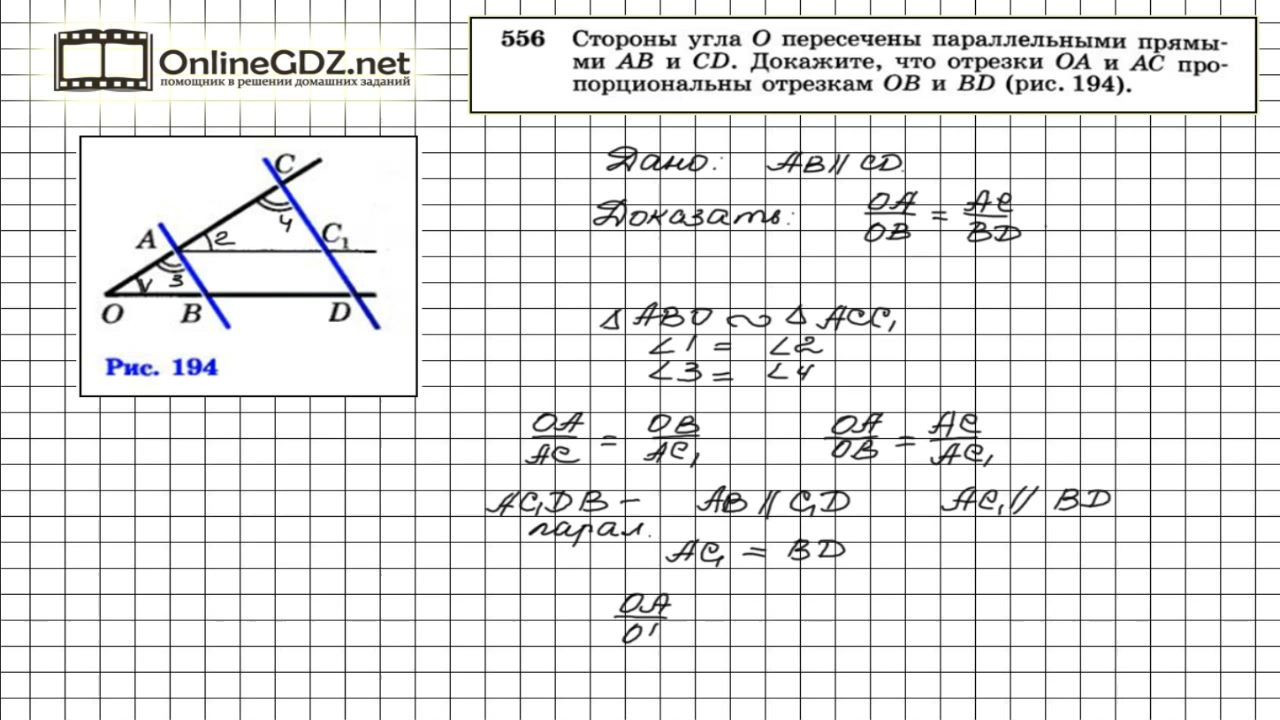 OnlineGDZ.net
помощник в решении домашних заданий
556 Стороны угла O пересечены параллельными прямы-
ми AB и CD. Докажите, что отрезки OA и AC про-
порциональны отрезкам OB и BD (рис. 194).
C
4
A 2 C₁
1 3
O B D
Рис. 194
Дано: AB || CD
Доказать: OA/OB = AC/BD
Δ ABO ∾ Δ ACC₁
∠1 = ∠2
∠3 = ∠4
OA/AC = OB/AC₁ OA/OB = AC/AC₁
AC₁DB – AB || C₁D AC₁ || BD
парал.
AC₁ = BD
OA/O